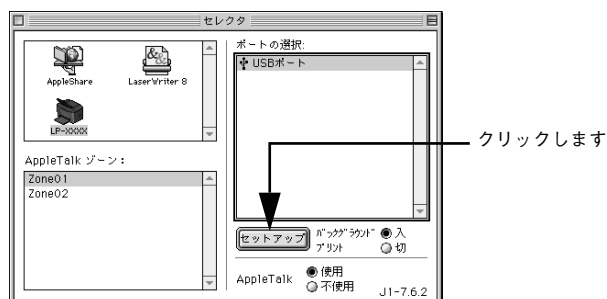 セレクタ
AppleShare
LaserWriter 8
LP-XXXX
ポートの選択:
USBポート
クリックします
AppleTalk ゾーン:
Zone01
Zone02
セットアップ
バックグラウンド
プリント
入
切
AppleTalk
使用
不使用
J1-7.6.2